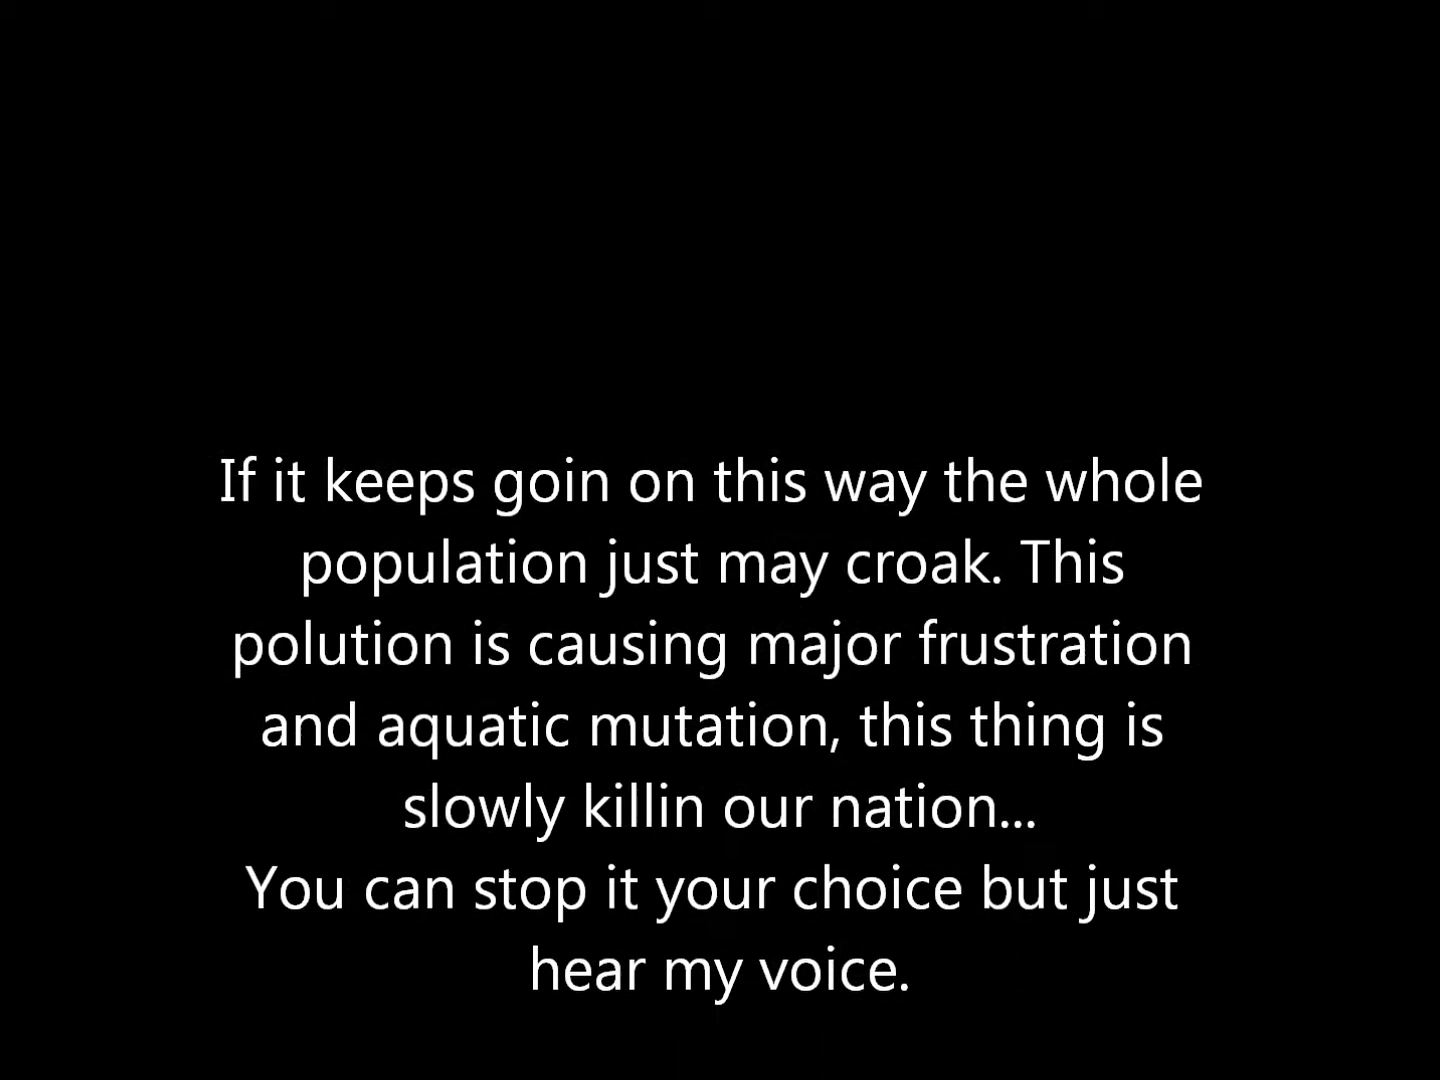 If it keeps goin on this way the whole
population just may croak. This
polution is causing major frustration
and aquatic mutation, this thing is
slowly killin our nation...
You can stop it your choice but just
hear my voice.